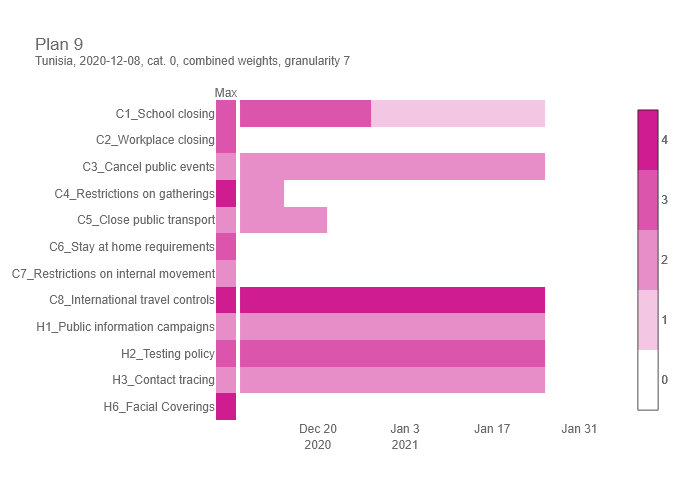 Plan 9
Tunisia, 2020-12-08, cat. 0, combined weights, granularity 7
Max
C1_School closing
C2_Workplace closing
C3_Cancel public events
C4_Restrictions on gatherings
C5_Close public transport
C6_Stay at home requirements
C7_Restrictions on internal movement
C8_International travel controls
H1_Public information campaigns
H2_Testing policy
H3_Contact tracing
H6_Facial Coverings
Dec 20 Jan 3 Jan 17 Jan 31
2020 2021
4
3
2
1
0